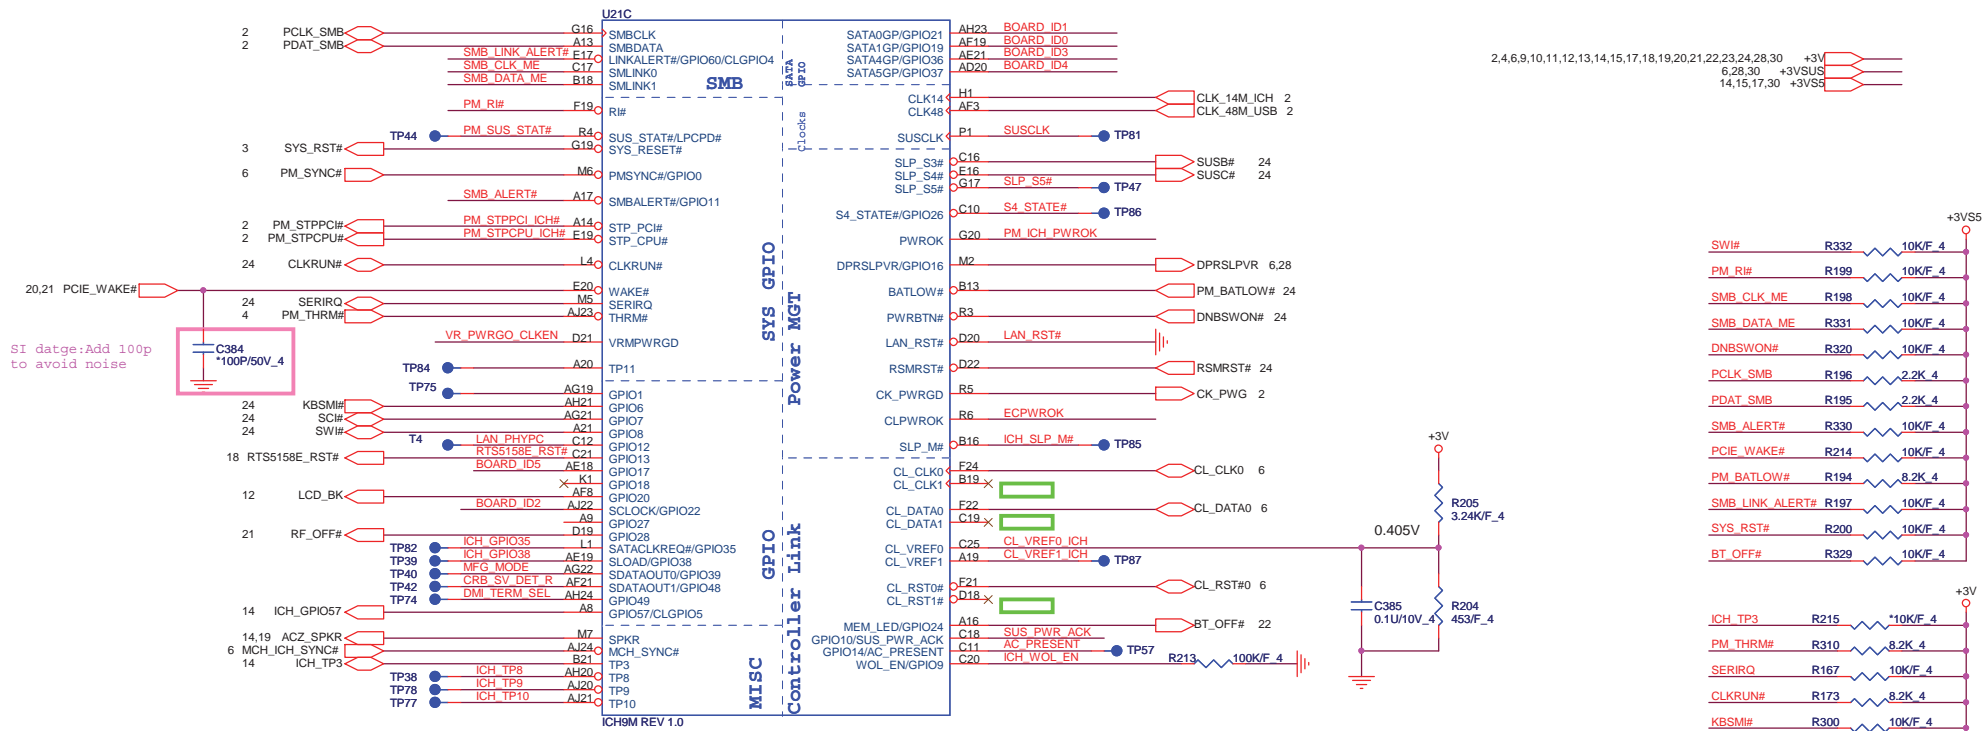 U21C
2 PCLK_SMB G16 SMBCLK
2 PDAT_SMB A13 SMBDATA
SMB_LINK_ALERT# E17 LINKALERT#/GPIO60/CLGPIO4
SMB_CLK_ME C17 SMLINK0
SMB_DATA_ME B18 SMLINK1
SMB
PM_RI# F19 RI#
TP44 PM_SUS_STAT# R4 SUS_STAT#/LPCPD#
3 SYS_RST# G19 SYS_RESET#
6 PM_SYNC# M6 PMSYNC#/GPIO0
SMB_ALERT# A17 SMBALERT#/GPIO11
2 PM_STPPCI# PM_STPPCI_ICH# A14 STP_PCI#
2 PM_STPCPU# PM_STPCPU_ICH# E19 STP_CPU#
24 CLKRUN# L4 CLKRUN#
20,21 PCIE_WAKE# E20 WAKE#
24 SERIRQ M5 SERIRQ
4 PM_THRM# AJ23 THRM#
VR_PWRGO_CLKEN D21 VRMPWRGD
SI datge:Add 100p
to avoid noise
C384
*100P/50V_4
TP84 A20 TP11
SYS GPIO
TP75 AG19 GPIO1
24 KBSMI# AH21 GPIO6
24 SCI# AG21 GPIO7
24 SWI# A21 GPIO8
T4 LAN_PHYPC C12 GPIO12
18 RTS5158E_RST# RTS5158E_RST# C21 GPIO13
BOARD_ID5 AE18 GPIO17
K1 GPIO18
12 LCD_BK AF8 GPIO20
BOARD_ID2 AJ22 SCLOCK/GPIO22
A9 GPIO27
21 RF_OFF# D19 GPIO28
TP82 ICH_GPIO35 L1 SATACLKREQ#/GPIO35
TP39 ICH_GPIO38 AE19 SLOAD/GPIO38
TP40 MFG_MODE AG22 SDATAOUT0/GPIO39
TP42 CRB_SV_DET_R AF21 SDATAOUT1/GPIO48
TP74 DMI_TERM_SEL AH24 GPIO49
14 ICH_GPIO57 A8 GPIO57/CLGPIO5
GPIO
14,19 ACZ_SPKR M7 SPKR
6 MCH_ICH_SYNC# AJ24 MCH_SYNC#
14 ICH_TP3 B21 TP3
TP38 ICH_TP8 AH20 TP8
TP78 ICH_TP9 AJ20 TP9
TP77 ICH_TP10 AJ21 TP10
MISC
ICH9M REV 1.0
SATA
GPIO
SATA0GP/GPIO21 AH23 BOARD_ID1
SATA1GP/GPIO19 AF19 BOARD_ID0
SATA4GP/GPIO36 AE21 BOARD_ID3
SATA5GP/GPIO37 AD20 BOARD_ID4
Clocks
CLK14 H1 CLK_14M_ICH 2
CLK48 AF3 CLK_48M_USB 2
SUSCLK P1 SUSCLK TP81
SLP_S3# C16 SUSB# 24
SLP_S4# E16 SUSC# 24
SLP_S5# G17 SLP_S5# TP47
S4_STATE#/GPIO26 C10 S4_STATE# TP86
PWROK G20 PM_ICH_PWROK
DPRSLPVR/GPIO16 M2 DPRSLPVR 6,28
BATLOW# B13 PM_BATLOW# 24
PWRBTN# R3 DNBSWON# 24
LAN_RST# D20 LAN_RST#
RSMRST# D22 RSMRST# 24
CK_PWRGD R5 CK_PWG 2
CLPWROK R6 ECPWROK
SLP_M# B16 ICH_SLP_M# TP85
Power MGT
CL_CLK0 F24 CL_CLK0 6
CL_CLK1 B19
CL_DATA0 F22 CL_DATA0 6
CL_DATA1 C19
CL_VREF0 C25 CL_VREF0_ICH
CL_VREF1 A19 CL_VREF1_ICH TP87
CL_RST0# F21 CL_RST#0 6
CL_RST1# D18
MEM_LED/GPIO24 A16 BT_OFF# 22
GPIO10/SUS_PWR_ACK C18 SUS_PWR_ACK
GPIO14/AC_PRESENT C11 AC_PRESENT TP57
WOL_EN/GPIO9 C20 ICH_WOL_EN R213 100K/F_4
Controller Link
+3V
R205
3.24K/F_4
0.405V
C385
0.1U/10V_4
R204
453/F_4
2,4,6,9,10,11,12,13,14,15,17,18,19,20,21,22,23,24,28,30 +3V
6,28,30 +3VSUS
14,15,17,30 +3VS5
+3VS5
SWI# R332 10K/F_4
PM_RI# R199 10K/F_4
SMB_CLK_ME R198 10K/F_4
SMB_DATA_ME R331 10K/F_4
DNBSWON# R320 10K/F_4
PCLK_SMB R196 2.2K_4
PDAT_SMB R195 2.2K_4
SMB_ALERT# R330 10K/F_4
PCIE_WAKE# R214 10K/F_4
PM_BATLOW# R194 8.2K_4
SMB_LINK_ALERT# R197 10K/F_4
SYS_RST# R200 10K/F_4
BT_OFF# R329 10K/F_4
+3V
ICH_TP3 R215 *10K/F_4
PM_THRM# R310 8.2K_4
SERIRQ R167 10K/F_4
CLKRUN# R173 8.2K_4
KBSMI# R300 10K/F_4